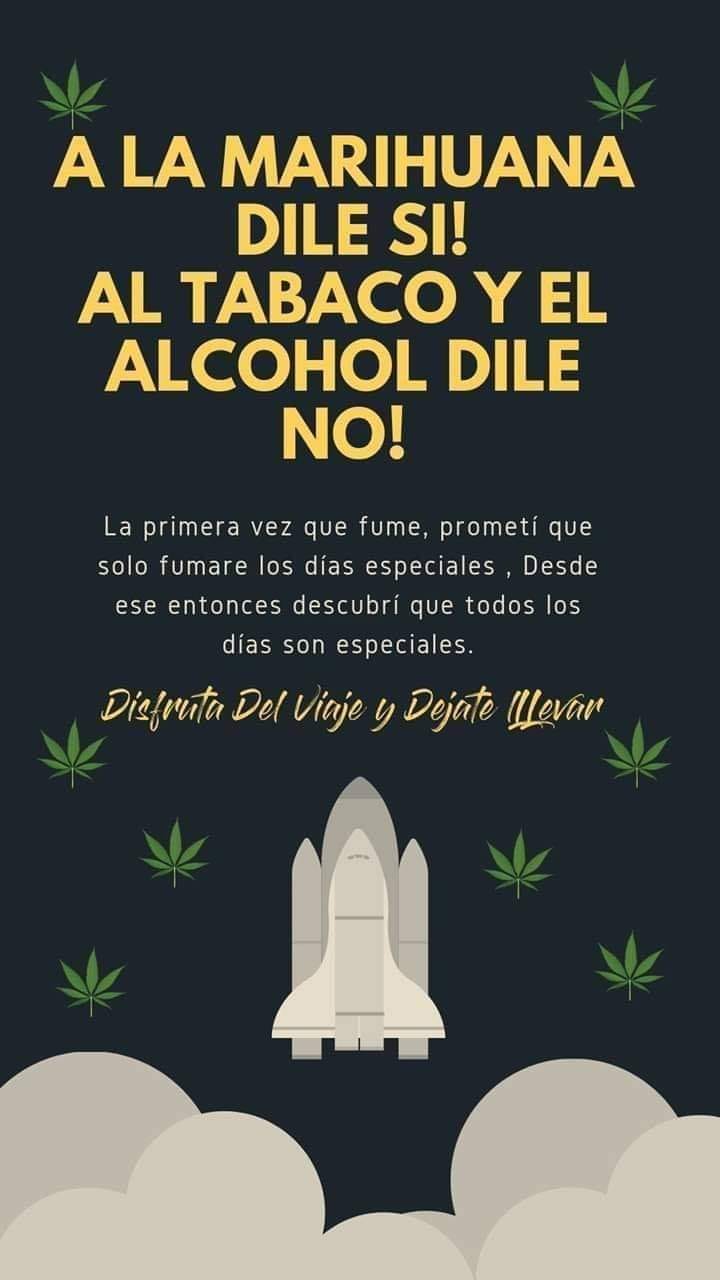 A LA MARIHUANA
DILE SI!
AL TABACO Y EL
ALCOHOL DILE
NO!
La primera vez que fume, prometí que
solo fumare los días especiales , Desde
ese entonces descubrí que todos los
días son especiales.
Disfruta Del Viaje y Dejate LLevar